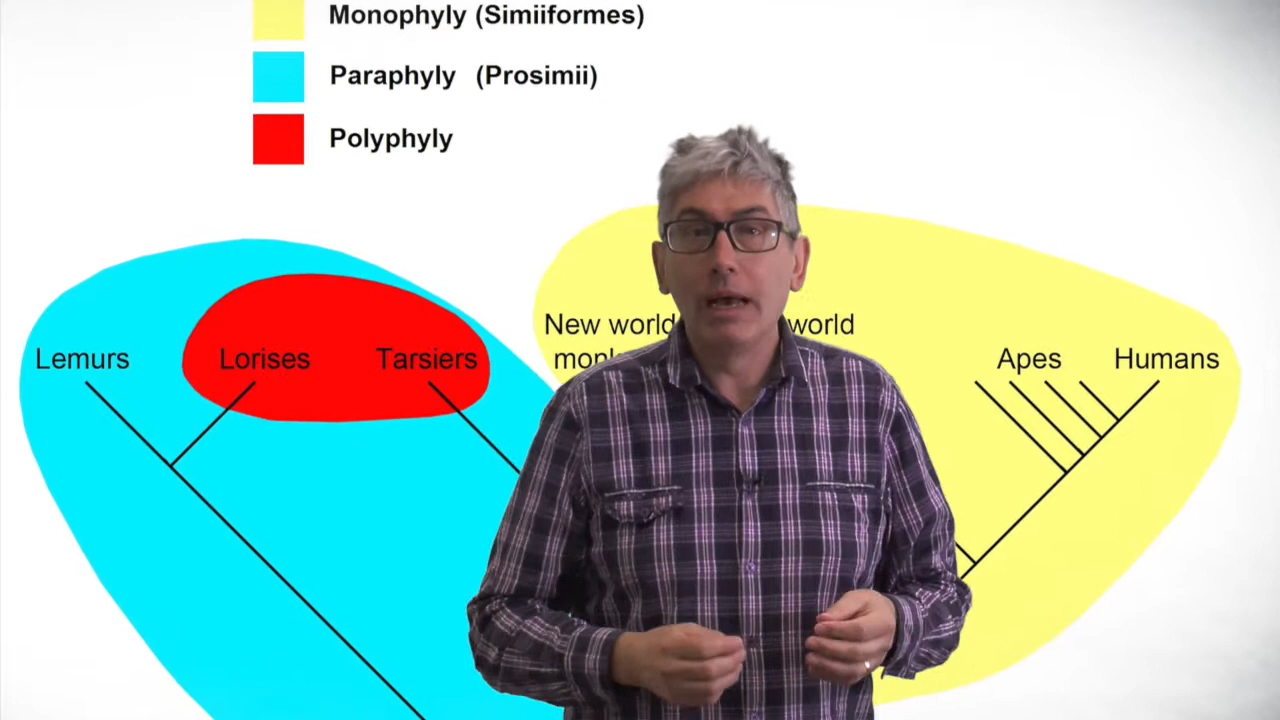 Monophyly (Simiiformes)
Paraphyly (Prosimii)
Polyphyly
New world world
Lemurs Lorises Tarsiers Apes Humans